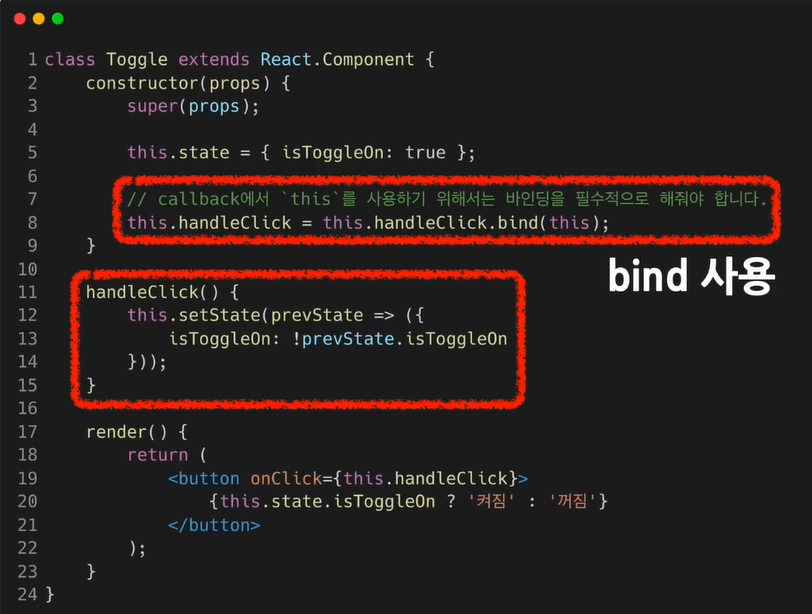 1 class Toggle extends React.Component {
2     constructor(props) {
3         super(props);
4
5         this.state = { isToggleOn: true };
6
7         // callback에서 `this`를 사용하기 위해서는 바인딩을 필수적으로 해줘야 합니다.
8         this.handleClick = this.handleClick.bind(this);
9     }
10
bind 사용
11     handleClick() {
12         this.setState(prevState => ({
13             isToggleOn: !prevState.isToggleOn
14         }));
15     }
16
17     render() {
18         return (
19             <button onClick={this.handleClick}>
20                 {this.state.isToggleOn ? '켜짐' : '꺼짐'}
21             </button>
22         );
23     }
24 }